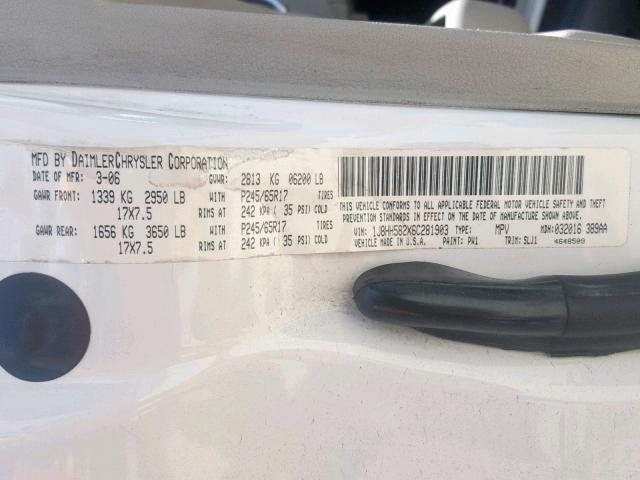 MFD BY DAIMLERCHRYSLER CORPORATION
DATE OF MFR: 3-06 GVWR: 2813 KG 06200 LB
GAWR FRONT: 1339 KG 2950 LB WITH P245/65R17 TIRES
17X7.5 RIMS AT 242 KPA ( 35 PSI) COLD
GAWR REAR: 1656 KG 3650 LB WITH P245/65R17 TIRES
17X7.5 RIMS AT 242 KPA ( 35 PSI) COLD
THIS VEHICLE CONFORMS TO ALL APPLICABLE FEDERAL MOTOR VEHICLE SAFETY AND THEFT
PREVENTION STANDARDS IN EFFECT ON THE DATE OF MANUFACTURE SHOWN ABOVE.
VIN: 1J8HH582X6C281903 TYPE: MPV MDH: 032016 389AA
VEHICLE MADE IN U.S.A. PAINT: PW1 TRIM: SLJ1 4648509